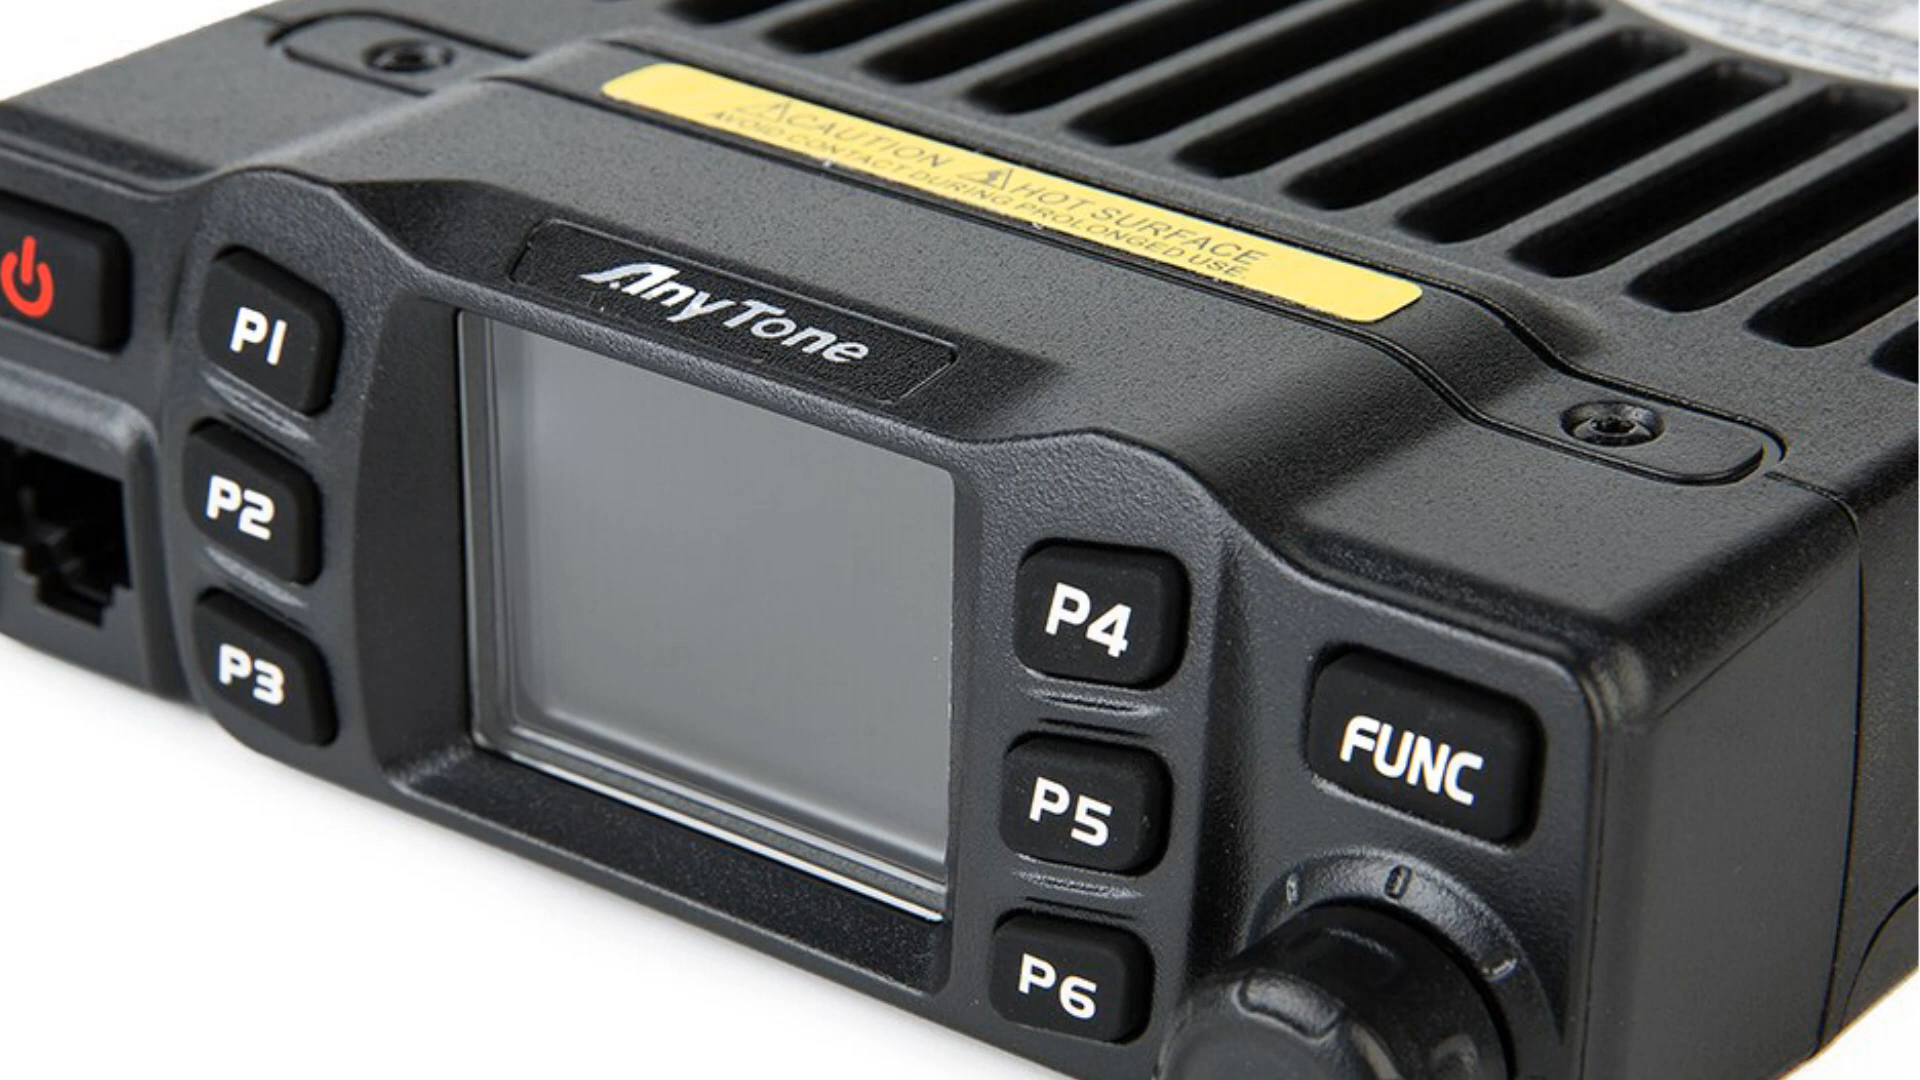 CAUTION HOT SURFACE
AVOID CONTACT DURING PROLONGED USE.
AnyTone
P1
P2
P3
P4
P5
P6
FUNC